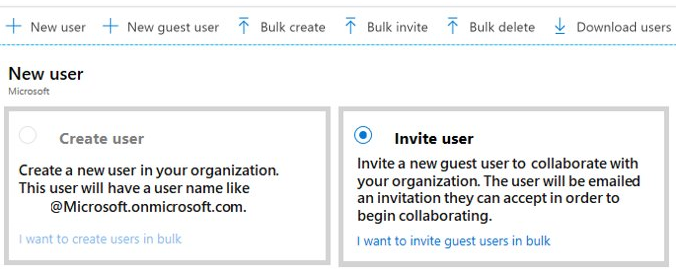 New user New guest user Bulk create Bulk invite Bulk delete Download users
New user
Microsoft
Create user
Create a new user in your organization.
This user will have a user name like
@Microsoft.onmicrosoft.com.
I want to create users in bulk
Invite user
Invite a new guest user to collaborate with
your organization. The user will be emailed
an invitation they can accept in order to
begin collaborating.
I want to invite guest users in bulk